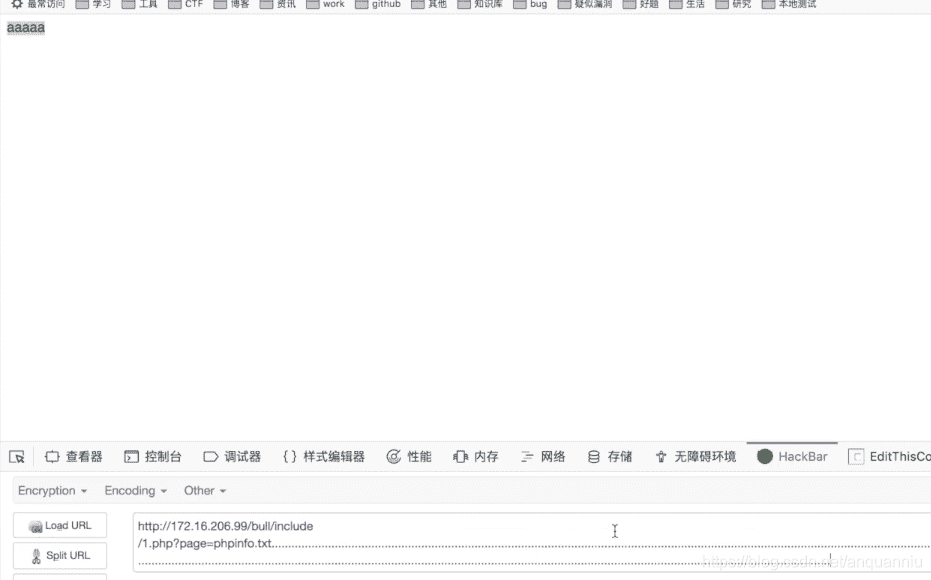 最常访问 学习 工具 CTF 博客 资讯 work github 其他 知识库 bug 疑似漏洞 好题 生活 研究 本地测试
aaaaa
查看器 控制台 调试器 样式编辑器 性能 内存 网络 存储 无障碍环境 HackBar EditThisCo
Encryption Encoding Other
Load URL
http://172.16.206.99/bull/include
/1.php?page=phpinfo.txt................................................................................................................................
Split URL
................................................................................................................................
https://blog.csdn.net/anquanniu